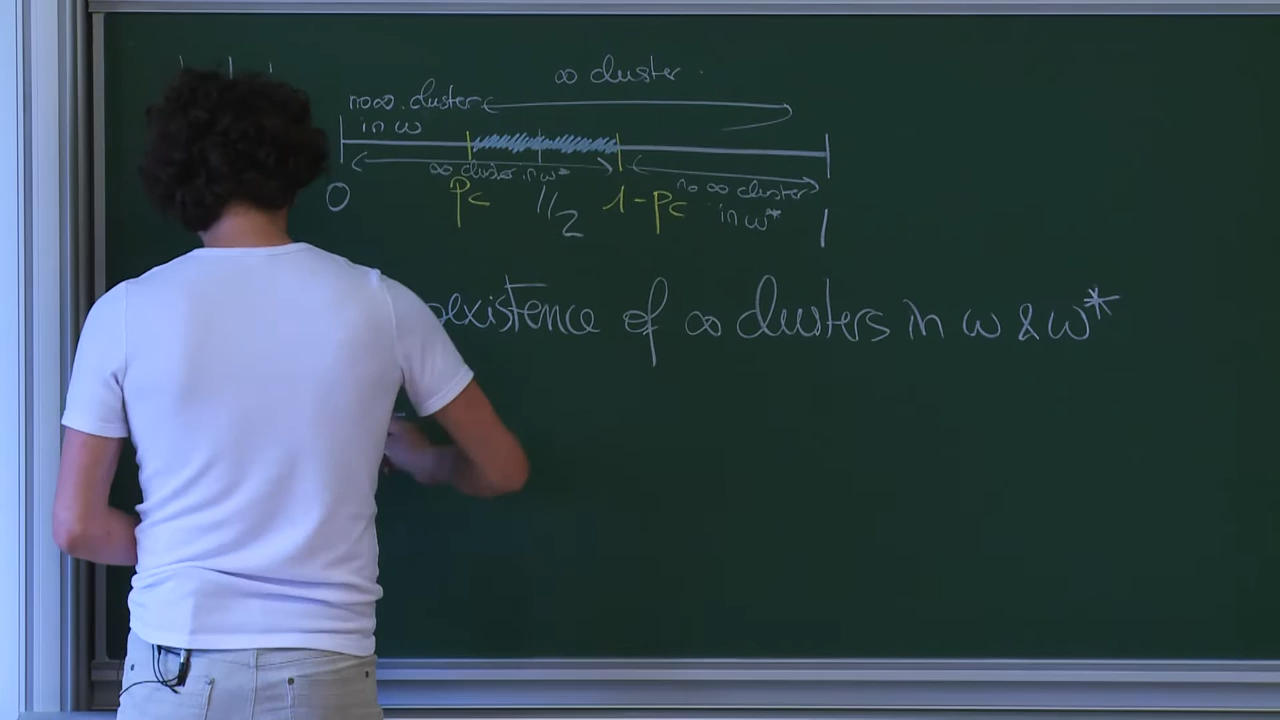 ∞ cluster.
no ∞. cluster
in ω
∞ cluster in ω*
no ∞ cluster
in ω*
0 pc 1/2 1-pc 1
of ∞ clusters in ω & ω*